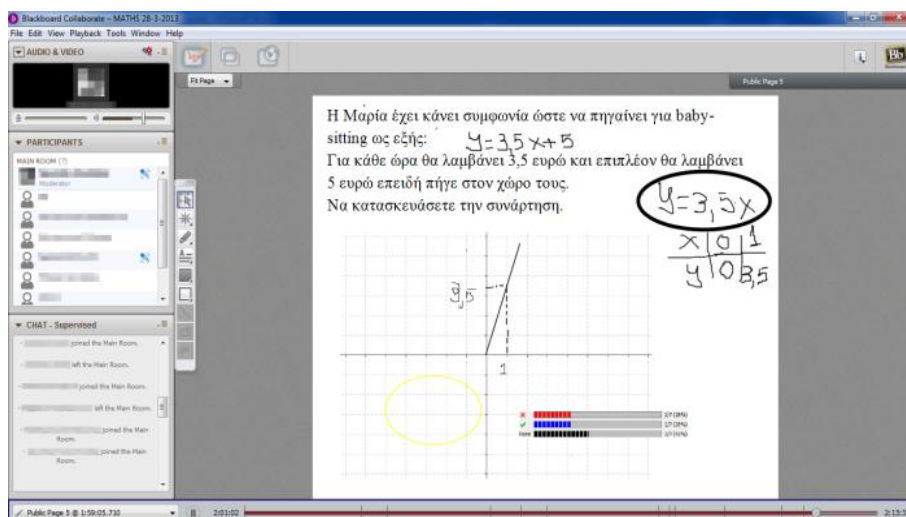 Blackboard Collaborate – MATHS 28-3-2013
File Edit View Playback Tools Window Help
AUDIO & VIDEO
Fit Page
Public Page 5
Bb
PARTICIPANTS
MAIN ROOM (7)
Moderator
CHAT - Supervised
joined the Main Room.
left the Main Room.
joined the Main Room.
left the Main Room.
joined the Main
Room.
joined the Main
Room.
Η Μαρία έχει κάνει συμφωνία ώστε να πηγαίνει για baby-
sitting ως εξής: y=3,5x+5
Για κάθε ώρα θα λαμβάνει 3,5 ευρώ και επιπλέον θα λαμβάνει
5 ευρώ επειδή πήγε στον χώρο τους.
Να κατασκευάσετε την συνάρτηση.
y=3,5x
x 0 1
y 0 3,5
3,5
1
None
Public Page 5 @ 1:59:05.710
2:01:02